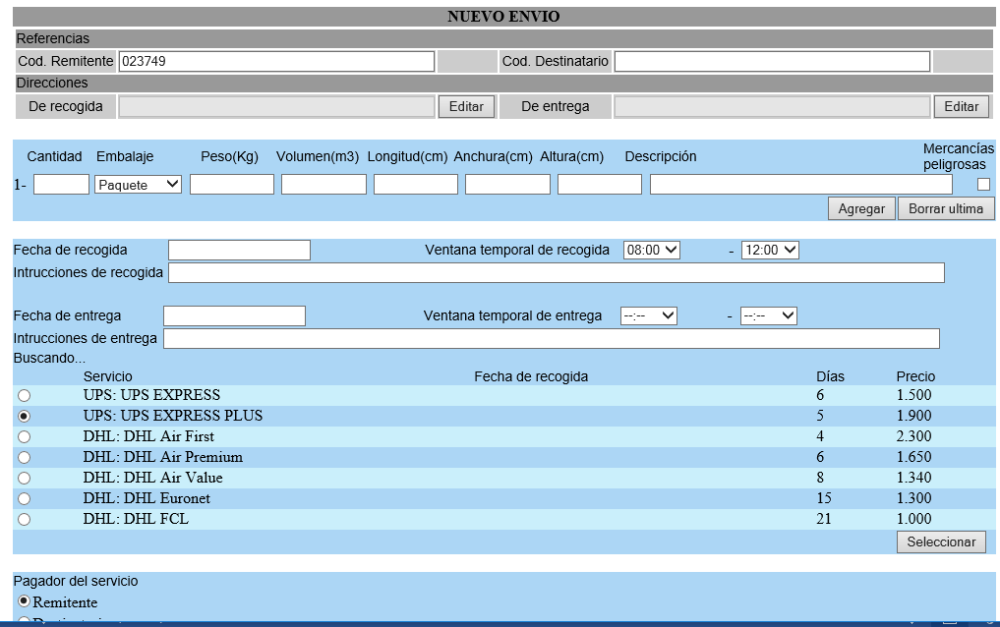 NUEVO ENVIO
Referencias
Cod. Remitente 023749 Cod. Destinatario
Direcciones
De recogida Editar De entrega Editar
Cantidad Embalaje Peso(Kg) Volumen(m3) Longitud(cm) Anchura(cm) Altura(cm) Descripción Mercancías peligrosas
1- Paquete
Agregar Borrar ultima
Fecha de recogida Ventana temporal de recogida 08:00 - 12:00
Intrucciones de recogida
Fecha de entrega Ventana temporal de entrega --:-- - --:--
Intrucciones de entrega
Buscando...
Servicio Fecha de recogida Días Precio
UPS: UPS EXPRESS 6 1.500
UPS: UPS EXPRESS PLUS 5 1.900
DHL: DHL Air First 4 2.300
DHL: DHL Air Premium 6 1.650
DHL: DHL Air Value 8 1.340
DHL: DHL Euronet 15 1.300
DHL: DHL FCL 21 1.000
Seleccionar
Pagador del servicio
Remitente